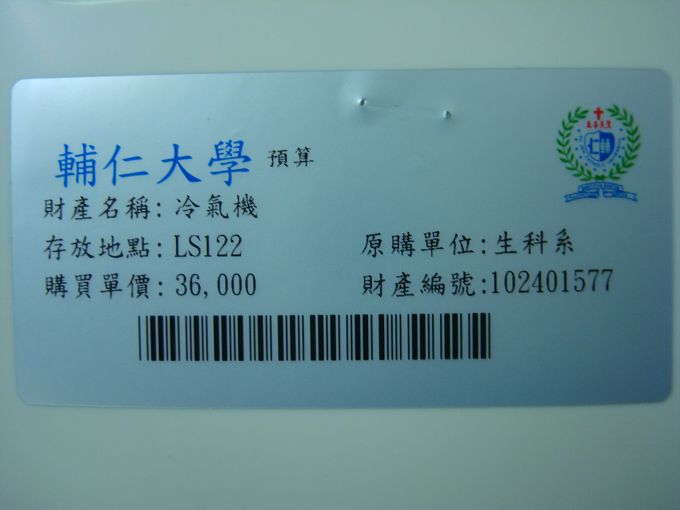 輔仁大學 預算
財產名稱: 冷氣機
存放地點: LS122 原購單位: 生科系
購買單價: 36,000 財產編號:102401577